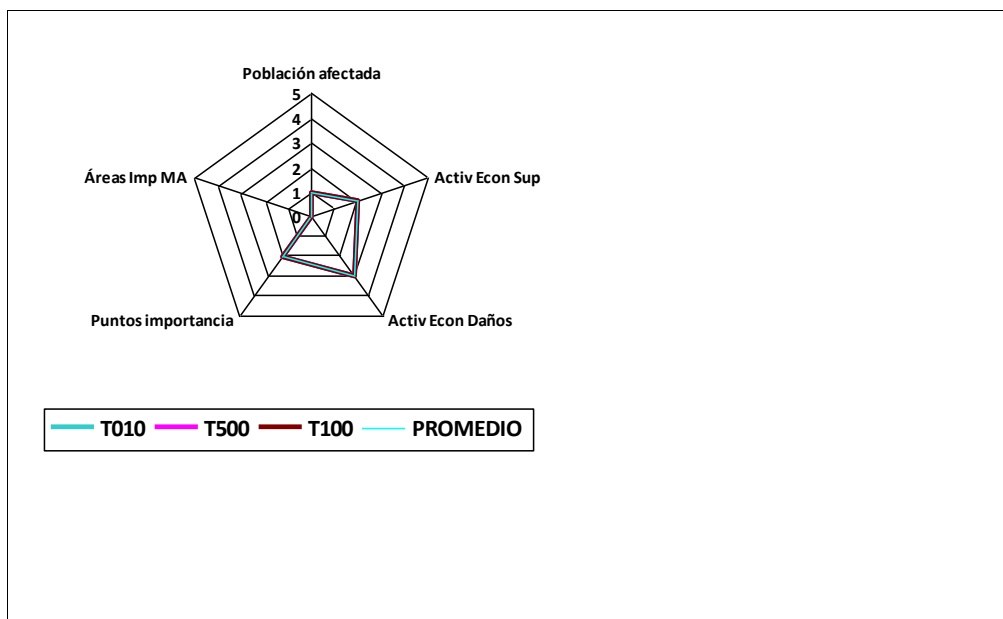 Población afectada
5
4
3
2
1
0
Áreas Imp MA
Activ Econ Sup
Puntos importancia
Activ Econ Daños
T010 T500 T100 PROMEDIO